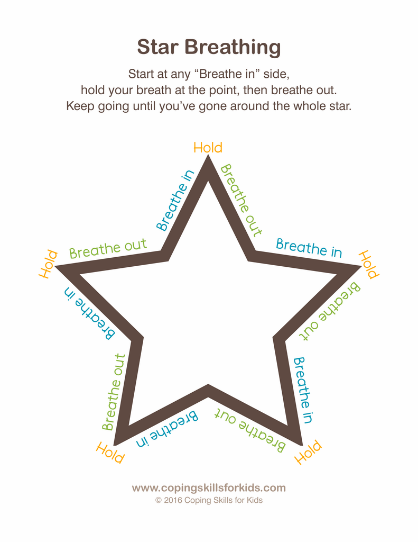 Star Breathing
Start at any “Breathe in” side,
hold your breath at the point, then breathe out.
Keep going until you’ve gone around the whole star.
Hold
Breathe in
Breathe out
Breathe in
Hold
Breathe out
Breathe in
Hold
Breathe out
Breathe in
Hold
Breathe out
Breathe in
Hold
Breathe out
www.copingskillsforkids.com
© 2016 Coping Skills for Kids